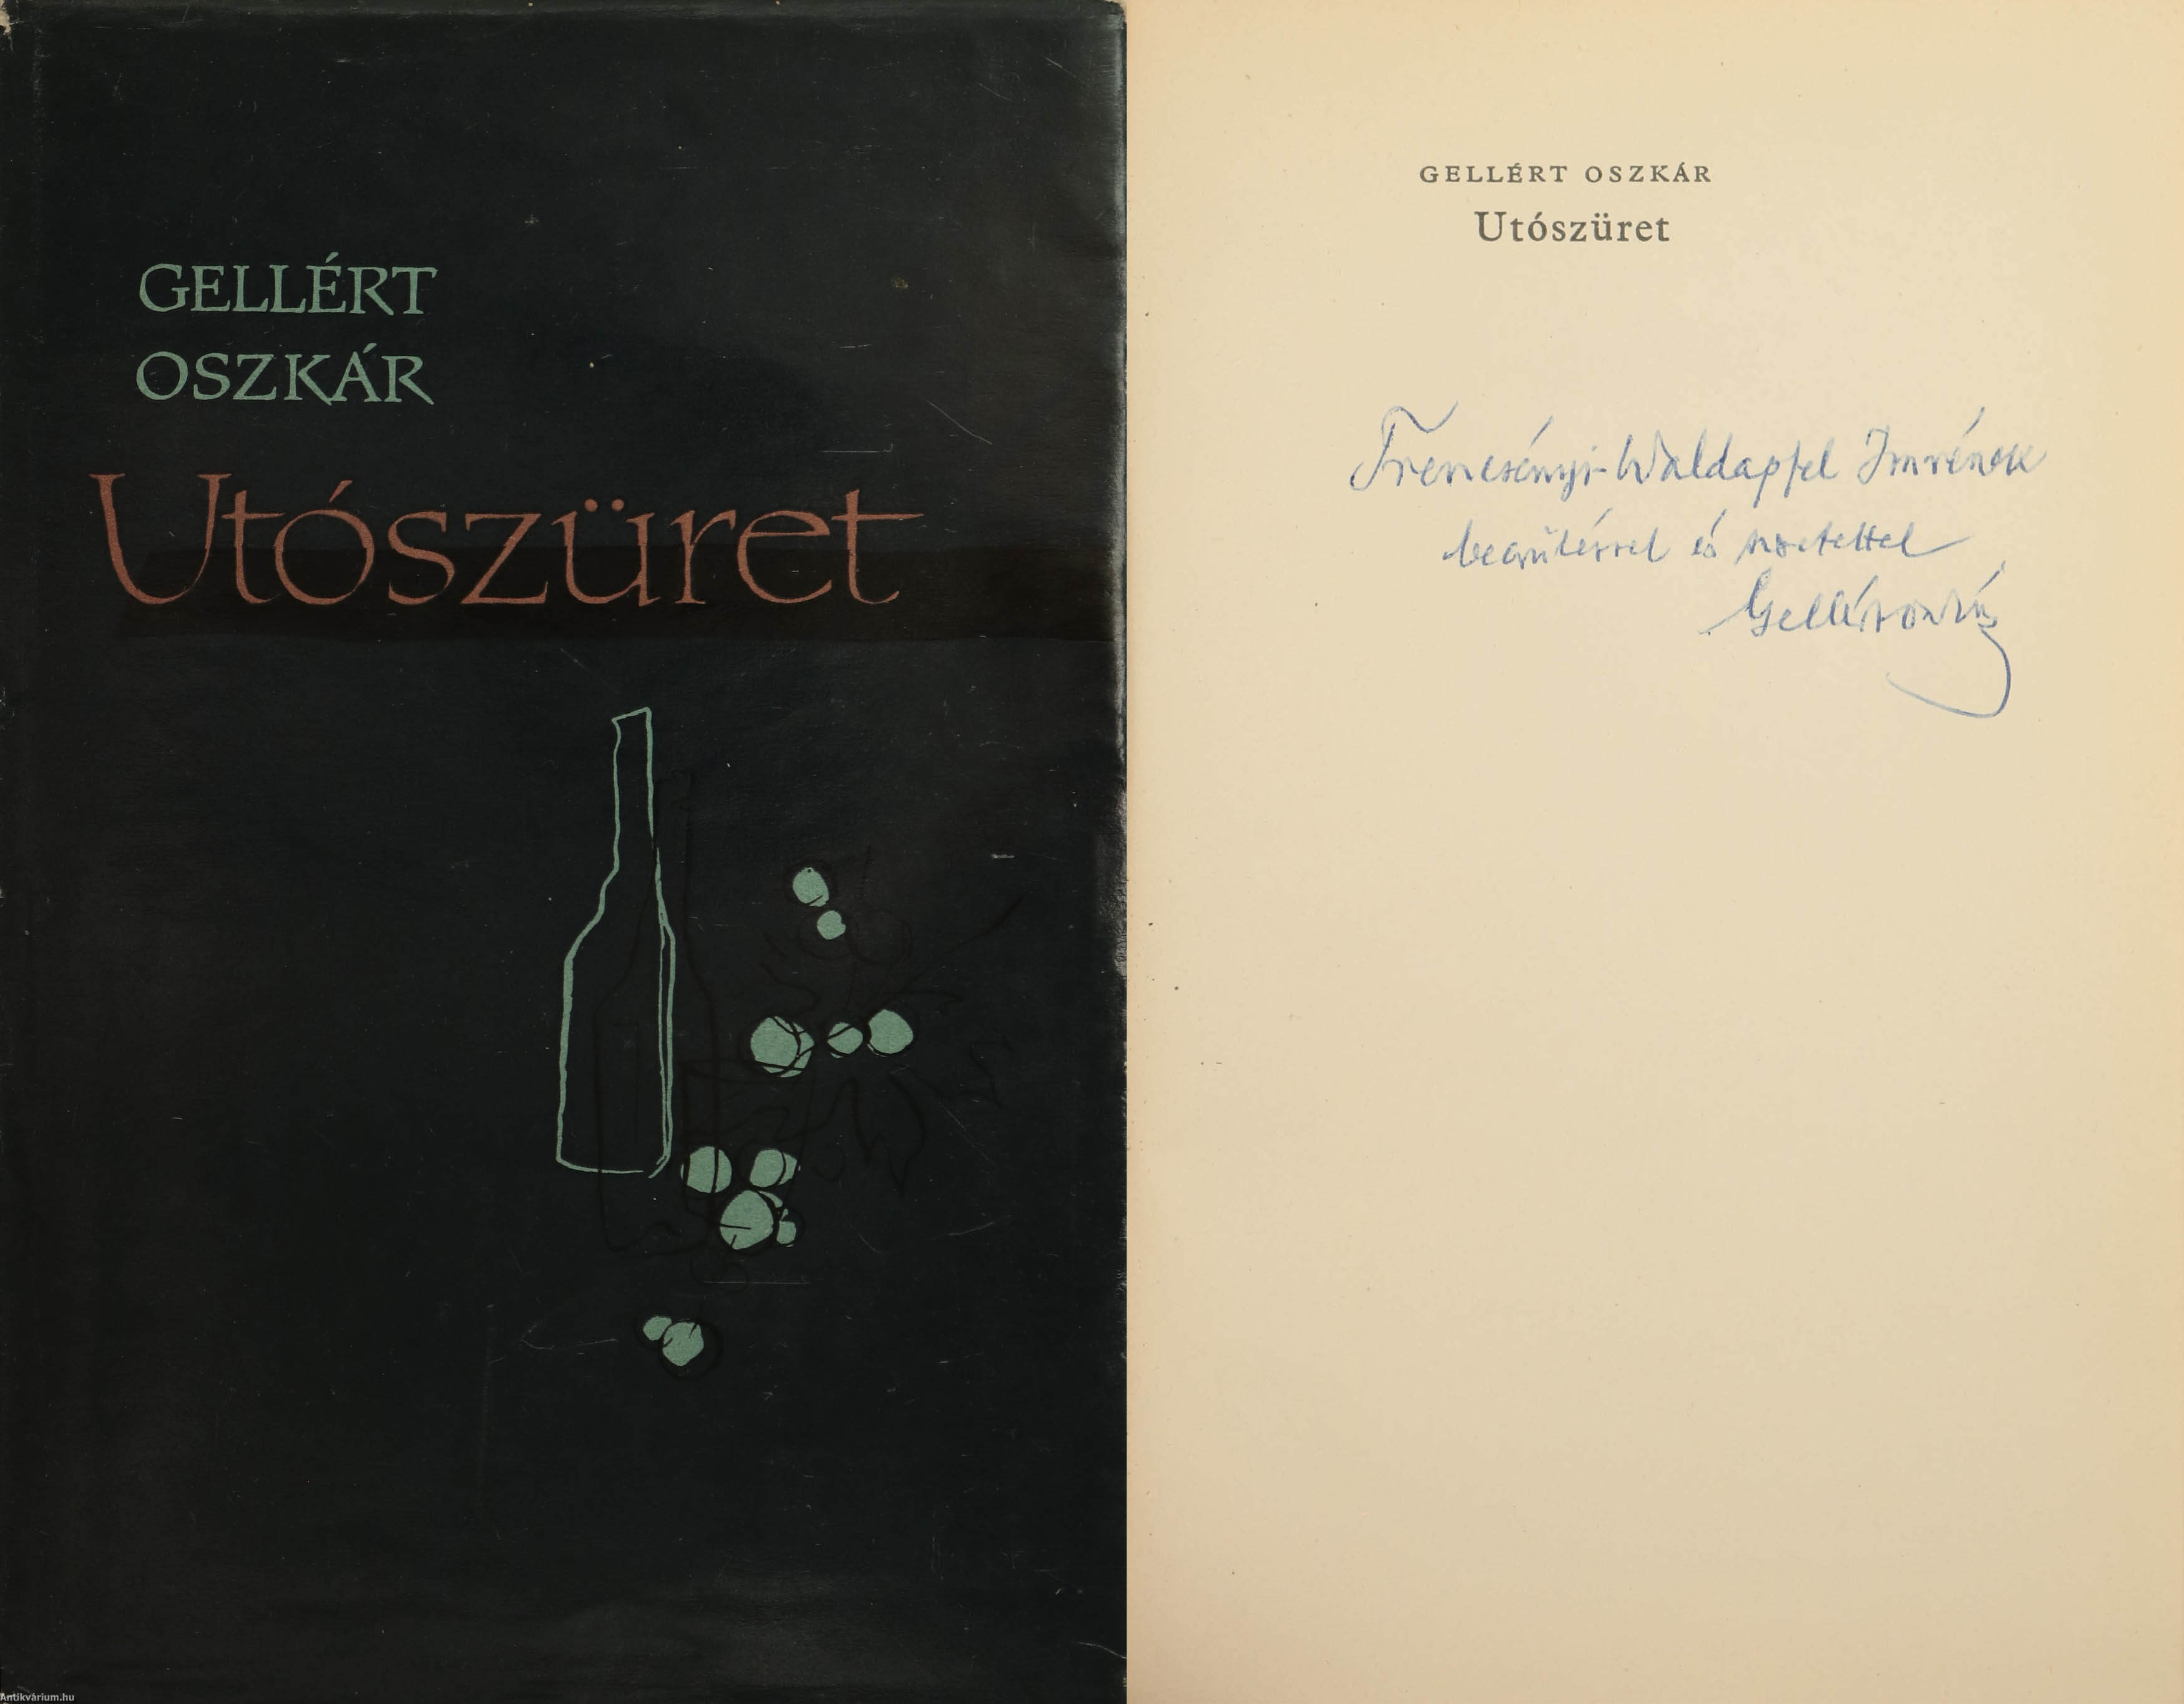 GELLÉRT
OSZKÁR
Utószüret
Antikvárium.hu
GELLÉRT OSZKÁR
Utószüret
Trencsényi-Waldapfel Imrének
becsüléssel és szeretettel
Gellért Oszkár